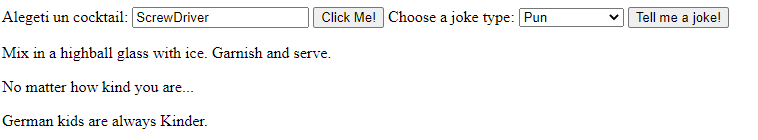 Alegeti un cocktail: ScrewDriver Click Me! Choose a joke type: Pun Tell me a joke!
Mix in a highball glass with ice. Garnish and serve.
No matter how kind you are...
German kids are always Kinder.